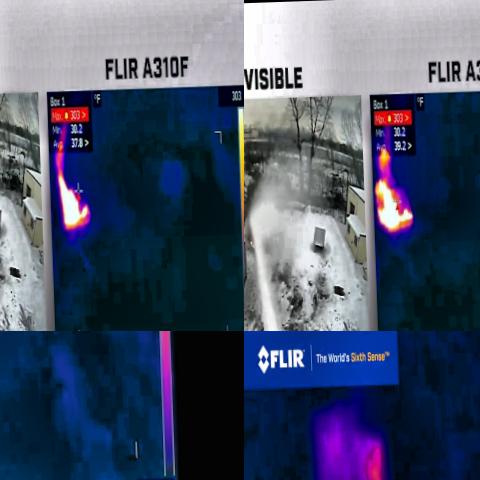 FLIR A310F
Box 1 °F
Max 303 >
Min 30.2
Avg 37.8 >
303
VISIBLE
FLIR A3
Box 1 °F
Max 303 >
Min 30.2
Avg 39.2 >
FLIR The World's Sixth Sense™